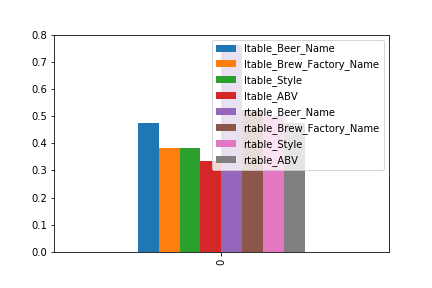 0.8
0.7
0.6
0.5
0.4
0.3
0.2
0.1
0.0
ltable_Beer_Name
ltable_Brew_Factory_Name
ltable_Style
ltable_ABV
rtable_Beer_Name
rtable_Brew_Factory_Name
rtable_Style
rtable_ABV
0